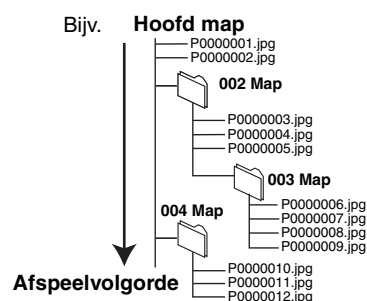 Bijv. Hoofd map
P0000001.jpg
P0000002.jpg
002 Map
P0000003.jpg
P0000004.jpg
P0000005.jpg
003 Map
P0000006.jpg
P0000007.jpg
P0000008.jpg
P0000009.jpg
004 Map
P0000010.jpg
P0000011.jpg
P0000012.jpg
Afspeelvolgorde